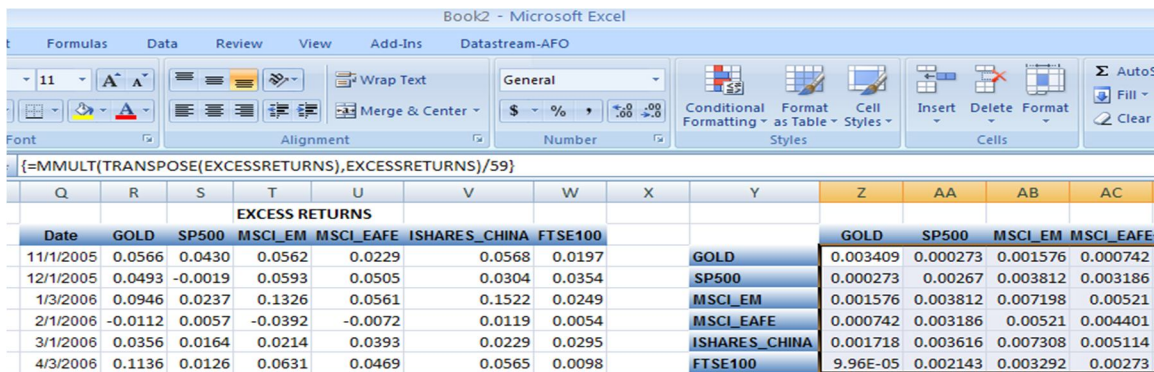 Book2 - Microsoft Excel
Formulas Data Review View Add-Ins Datastream-AFO
11 A A Wrap Text General Conditional Formatting Format as Table Cell Styles Insert Delete Format Σ AutoS
A Merge & Center $ % , .0 .00 .00 .0 Fill
Clear
Font Alignment Number Styles Cells
{=MMULT(TRANSPOSE(EXCESSRETURNS),EXCESSRETURNS)/59}
Q R S T U V W X Y Z AA AB AC
EXCESS RETURNS
Date GOLD SP500 MSCI_EM MSCI_EAFE ISHARES_CHINA FTSE100 GOLD SP500 MSCI_EM MSCI_EAFE
11/1/2005 0.0566 0.0430 0.0562 0.0229 0.0568 0.0197 GOLD 0.003409 0.000273 0.001576 0.000742
12/1/2005 0.0493 -0.0019 0.0593 0.0505 0.0304 0.0354 SP500 0.000273 0.00267 0.003812 0.003186
1/3/2006 0.0946 0.0237 0.1326 0.0561 0.1522 0.0249 MSCI_EM 0.001576 0.003812 0.007198 0.00521
2/1/2006 -0.0112 0.0057 -0.0392 -0.0072 0.0119 0.0054 MSCI_EAFE 0.000742 0.003186 0.00521 0.004401
3/1/2006 0.0356 0.0164 0.0214 0.0393 0.0229 0.0295 ISHARES_CHINA 0.001718 0.003616 0.007308 0.005114
4/3/2006 0.1136 0.0126 0.0631 0.0469 0.0565 0.0098 FTSE100 9.96E-05 0.002143 0.003292 0.00273